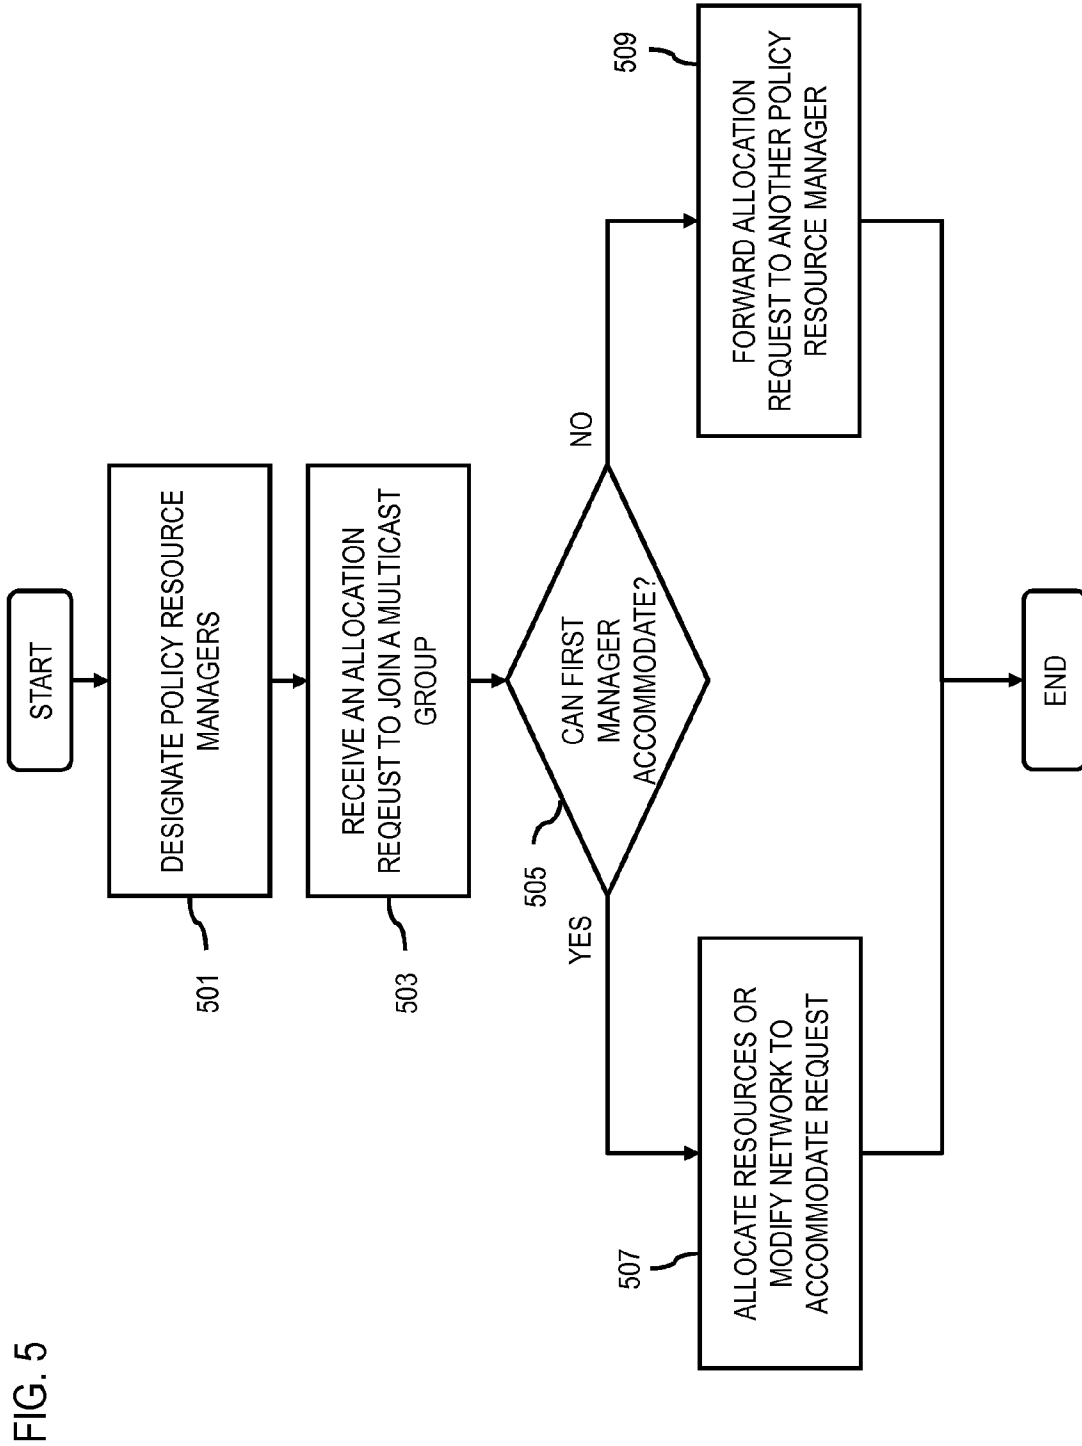 FIG. 5
START
DESIGNATE POLICY RESOURCE
MANAGERS
501
RECEIVE AN ALLOCATION
REQEUST TO JOIN A MULTICAST
GROUP
503
CAN FIRST
MANAGER
ACCOMMODATE?
505
YES
NO
ALLOCATE RESOURCES OR
MODIFY NETWORK TO
ACCOMMODATE REQUEST
507
FORWARD ALLOCATION
REQUEST TO ANOTHER POLICY
RESOURCE MANAGER
509
END